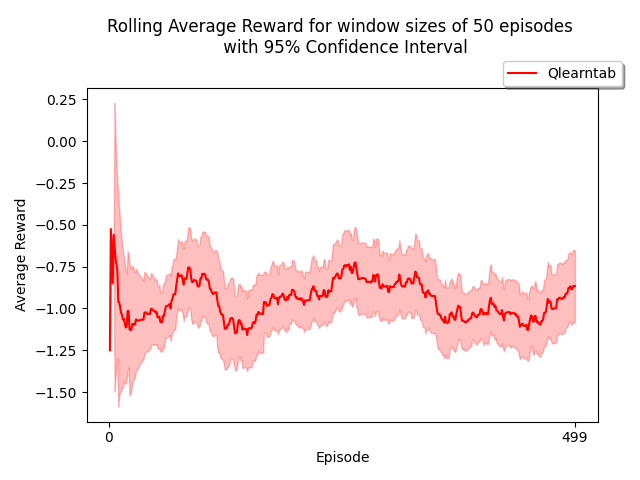 Rolling Average Reward for window sizes of 50 episodes
with 95% Confidence Interval
Qlearntab
0.25
0.00
−0.25
−0.50
−0.75
−1.00
−1.25
−1.50
Average Reward
0
499
Episode